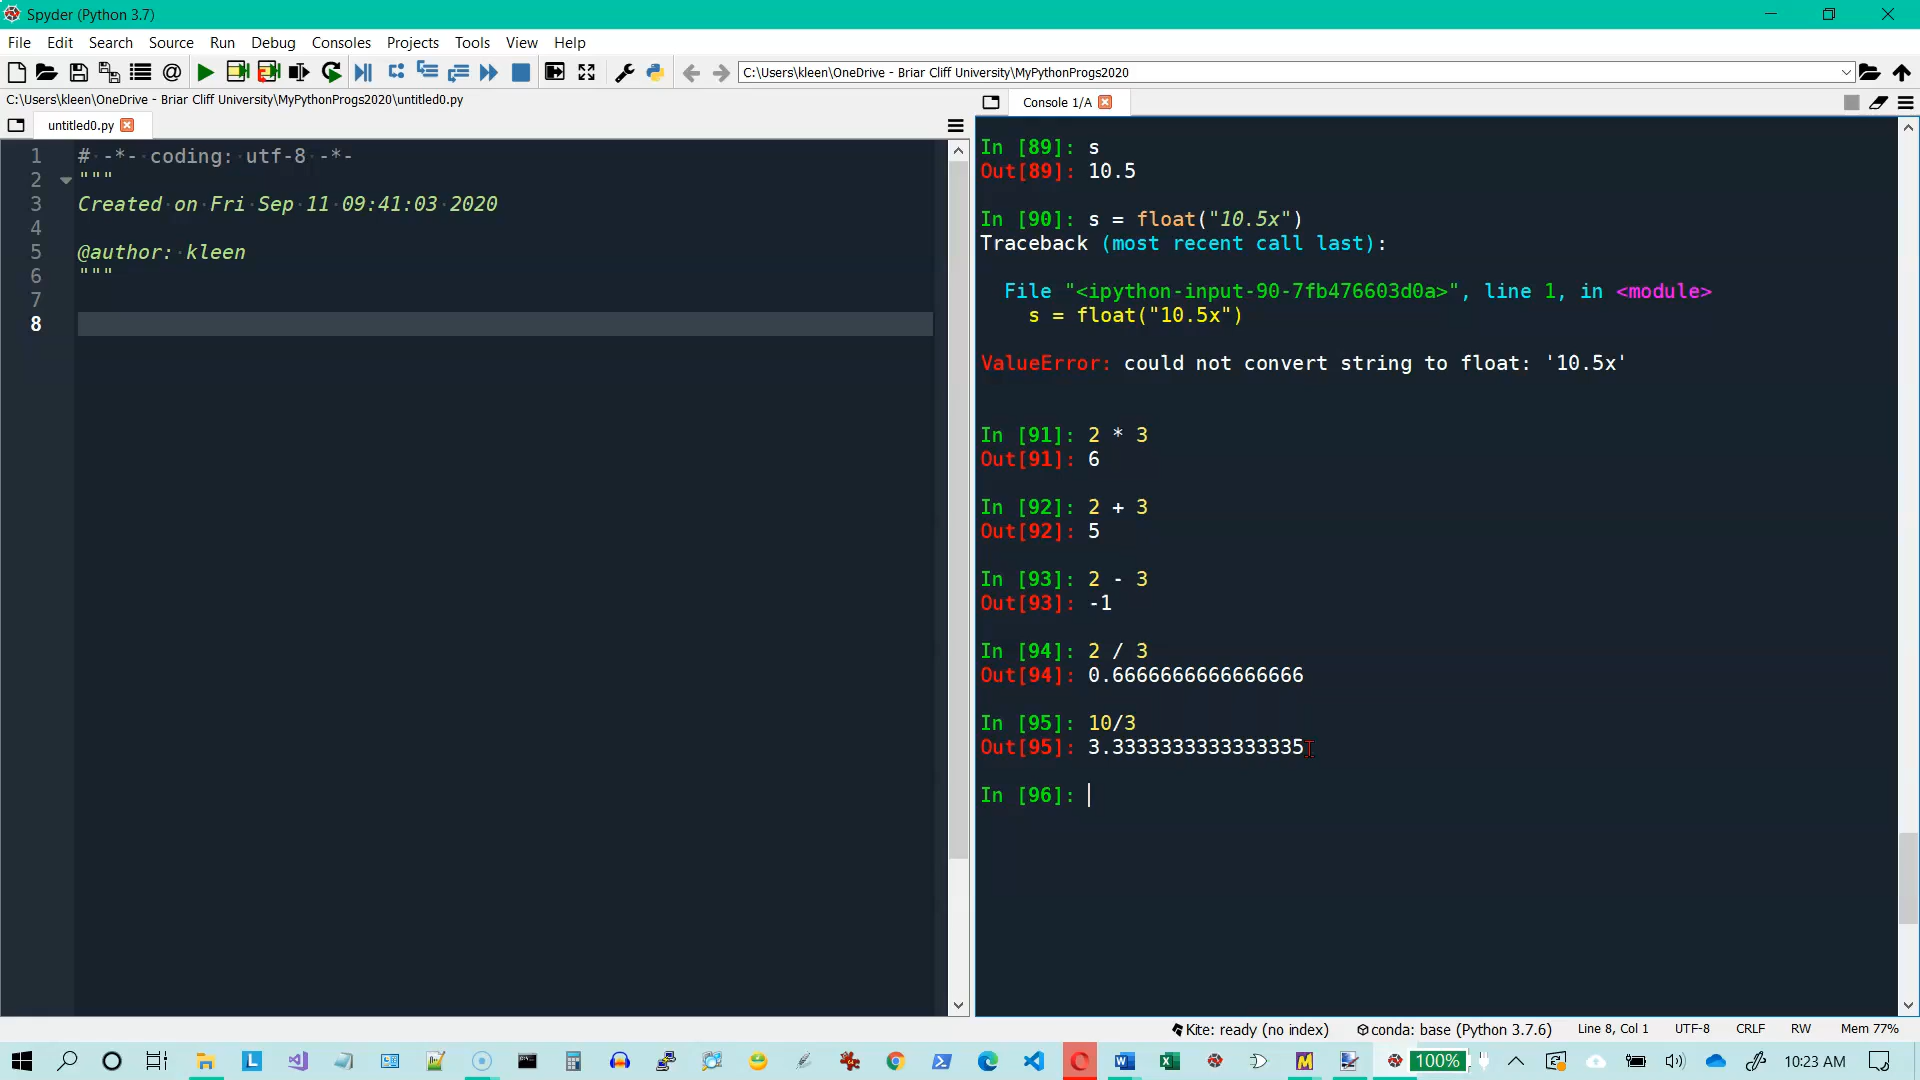 Spyder (Python 3.7)
File Edit Search Source Run Debug Consoles Projects Tools View Help
C:\Users\kleen\OneDrive - Briar Cliff University\MyPythonProgs2020
C:\Users\kleen\OneDrive - Briar Cliff University\MyPythonProgs2020\untitled0.py
untitled0.py
1 # -*- coding: utf-8 -*-
2 """
3 Created on Fri Sep 11 09:41:03 2020
4
5 @author: kleen
6 """
7
8
Console 1/A
In [89]: s
Out[89]: 10.5
In [90]: s = float("10.5x")
Traceback (most recent call last):
File "<ipython-input-90-7fb476603d0a>", line 1, in <module>
s = float("10.5x")
ValueError: could not convert string to float: '10.5x'
In [91]: 2 * 3
Out[91]: 6
In [92]: 2 + 3
Out[92]: 5
In [93]: 2 - 3
Out[93]: -1
In [94]: 2 / 3
Out[94]: 0.6666666666666666
In [95]: 10/3
Out[95]: 3.3333333333333335
In [96]:
Kite: ready (no index) conda: base (Python 3.7.6) Line 8, Col 1 UTF-8 CRLF RW Mem 77%
100% 10:23 AM